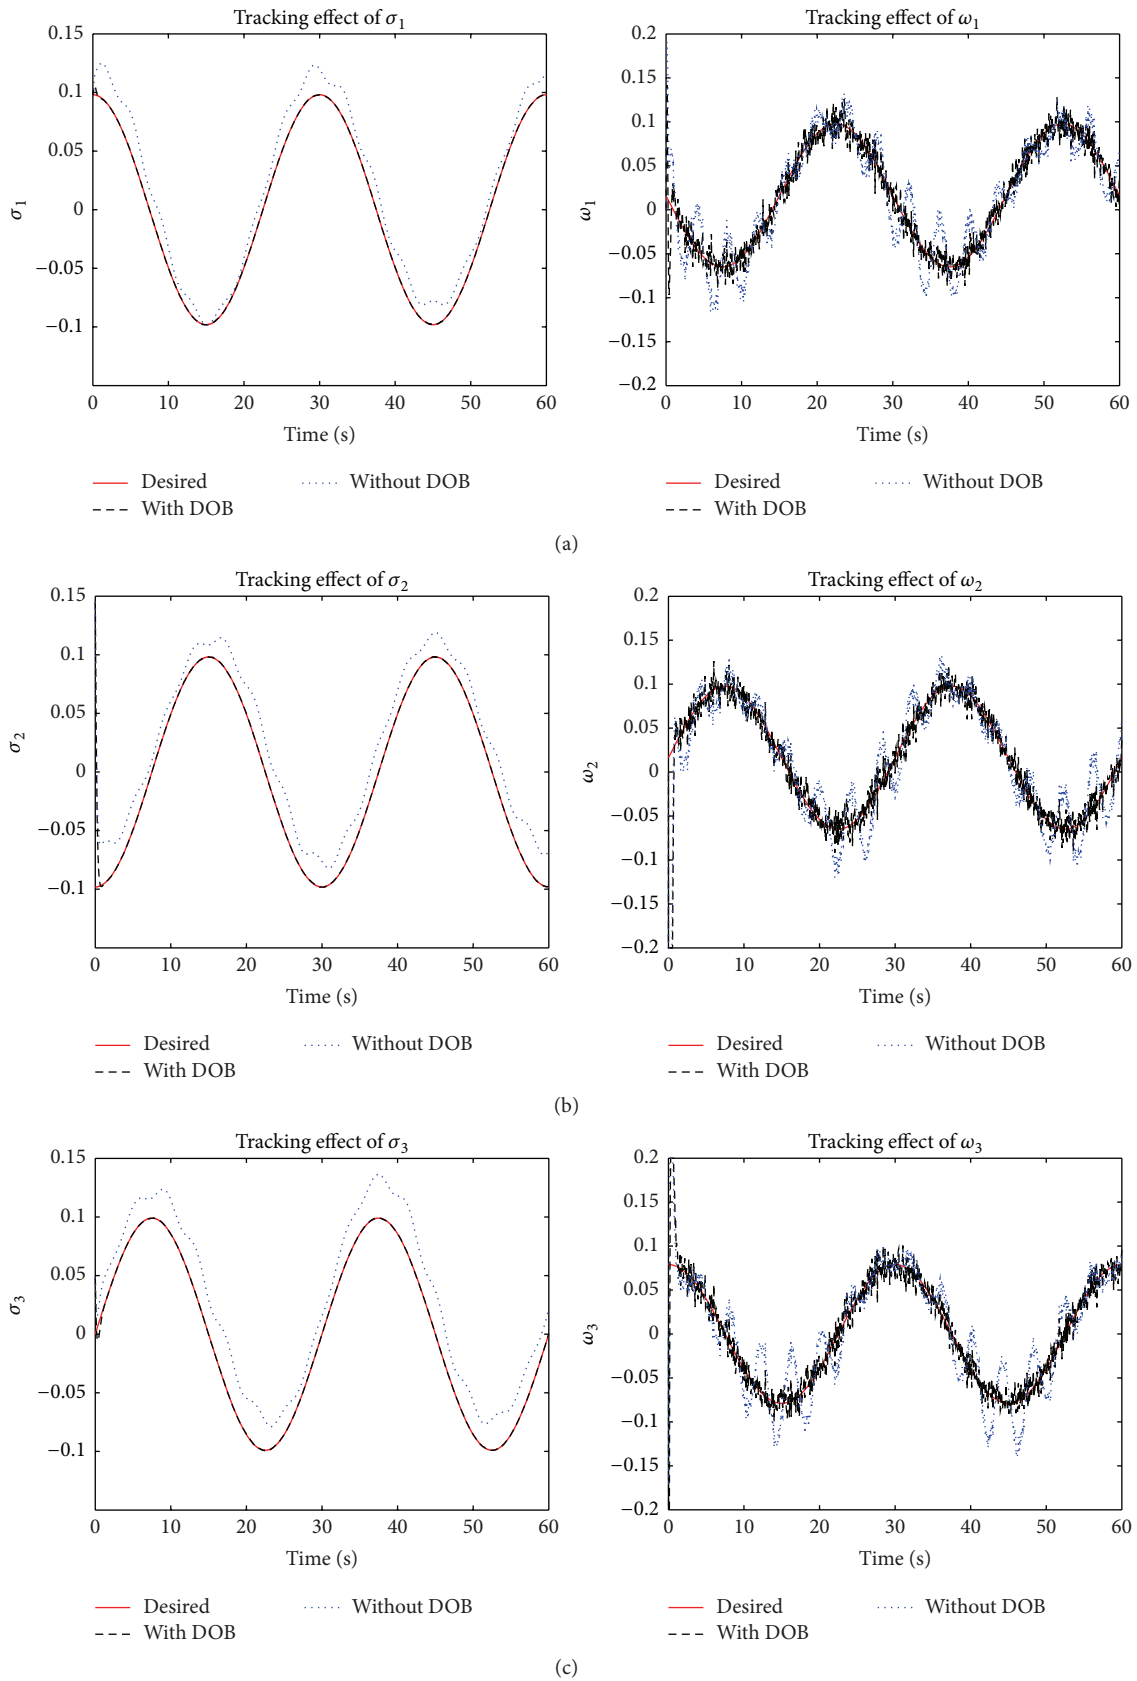 Tracking effect of σ1
0.15
0.1
0.05
0
−0.05
−0.1
σ1
0 10 20 30 40 50 60
Time (s)
Desired
With DOB
Without DOB
Tracking effect of ω1
0.2
0.15
0.1
0.05
0
−0.05
−0.1
−0.15
−0.2
ω1
0 10 20 30 40 50 60
Time (s)
Desired
With DOB
Without DOB
(a)
Tracking effect of σ2
0.15
0.1
0.05
0
−0.05
−0.1
σ2
0 10 20 30 40 50 60
Time (s)
Desired
With DOB
Without DOB
Tracking effect of ω2
0.2
0.15
0.1
0.05
0
−0.05
−0.1
−0.15
−0.2
ω2
0 10 20 30 40 50 60
Time (s)
Desired
With DOB
Without DOB
(b)
Tracking effect of σ3
0.15
0.1
0.05
0
−0.05
−0.1
σ3
0 10 20 30 40 50 60
Time (s)
Desired
With DOB
Without DOB
Tracking effect of ω3
0.2
0.15
0.1
0.05
0
−0.05
−0.1
−0.15
−0.2
ω3
0 10 20 30 40 50 60
Time (s)
Desired
With DOB
Without DOB
(c)